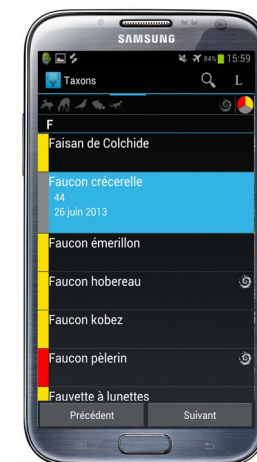 SAMSUNG
84% 15:59
Taxons L
F
Faisan de Colchide
Faucon crécerelle
44
26 juin 2013
Faucon émerillon
Faucon hobereau
Faucon kobez
Faucon pèlerin
Fauvette à lunettes
Précédent Suivant